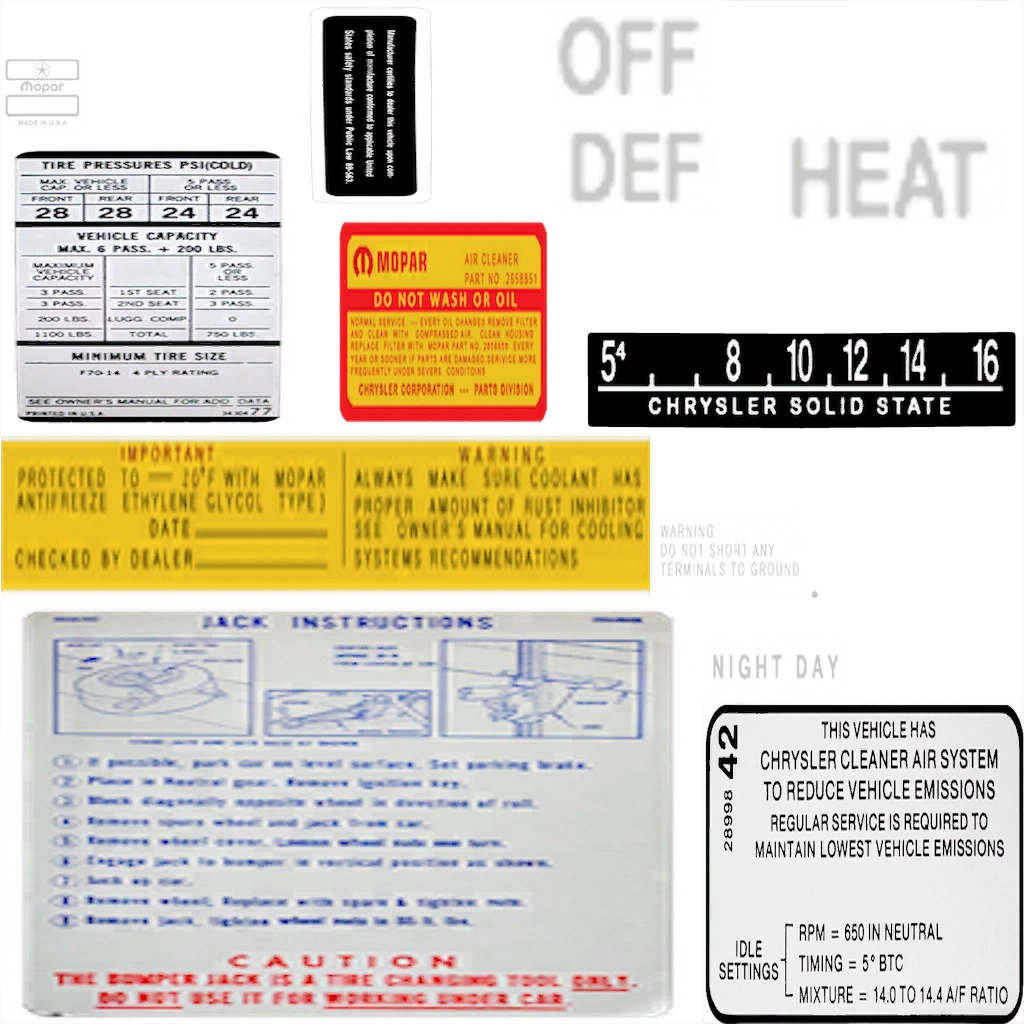 Mopar
MADE IN U.S.A
Manufacturer certifies to dealer this vehicle upon com-
pletion of manufacture conformed to applicable United
States safety standards under Public Law 89-563.
OFF
DEF HEAT
TIRE PRESSURES PSI(COLD)
MAX. VEHICLE CAP. OR LESS 5 PASS. OR LESS
FRONT REAR FRONT REAR
28 28 24 24
VEHICLE CAPACITY
MAX. 6 PASS. + 200 LBS.
MAXIMUM VEHICLE CAPACITY 5 PASS. OR LESS
3 PASS. 1ST SEAT 2 PASS.
3 PASS. 2ND SEAT 3 PASS.
200 LBS. LUGG. COMP. 0
1100 LBS. TOTAL 750 LBS.
MINIMUM TIRE SIZE
F70-14 4 PLY RATING
SEE OWNER'S MANUAL FOR ADD. DATA
PRINTED IN U.S.A. 77
MOPAR
AIR CLEANER
PART NO .2658851
DO NOT WASH OR OIL
NORMAL SERVICE --- EVERY OIL CHANGES REMOVE FILTER
AND CLEAN WITH COMPRASSED AIR. CLEAN HOUSING
REPLACE FILTER WITH MOPAR PART NO. EVERY
YEAR OR SOONER IF PARTS ARE DAMAGED.SERVICE MORE
FREQUENTLY UNDER SEVERE CONDITOINS
CHRYSLER CORPORATION --- PARTS DIVISION
5⁴ 8 10 12 14 16
CHRYSLER SOLID STATE
IMPORTANT
PROTECTED TO — 20°F WITH MOPAR
ANTIFREEZE ETHYLENE GLYCOL TYPE)
DATE
CHECKED BY DEALER
WARNING
ALWAYS MAKE SURE COOLANT HAS
PROPER AMOUNT OF RUST INHIBITOR
SEE OWNER'S MANUAL FOR COOLING
SYSTEMS RECOMMENDATIONS
WARNING
DO NOT SHORT ANY
TERMINALS TO GROUND
JACK INSTRUCTIONS
1 If possible, park car on level surface. Set parking brake.
2 Place in Neutral gear. Remove ignition key.
3 Block diagonally opposite wheel in direction of roll.
4 Remove spare wheel and jack from car.
5 Remove wheel cover. Loosen wheel nuts one turn.
6 Engage jack to bumper in vertical position as shown.
7 Jack up car.
8 Remove wheel. Replace with spare & tighten nuts.
9 Remove jack, tighten wheel nuts to ft. lbs.
CAUTION
THE BUMPER JACK IS A TIRE CHANGING TOOL ONLY.
DO NOT USE IT FOR WORKING UNDER CAR.
NIGHT DAY
28998 42
THIS VEHICLE HAS
CHRYSLER CLEANER AIR SYSTEM
TO REDUCE VEHICLE EMISSIONS
REGULAR SERVICE IS REQUIRED TO
MAINTAIN LOWEST VEHICLE EMISSIONS
IDLE SETTINGS
RPM = 650 IN NEUTRAL
TIMING = 5° BTC
MIXTURE = 14.0 TO 14.4 A/F RATIO